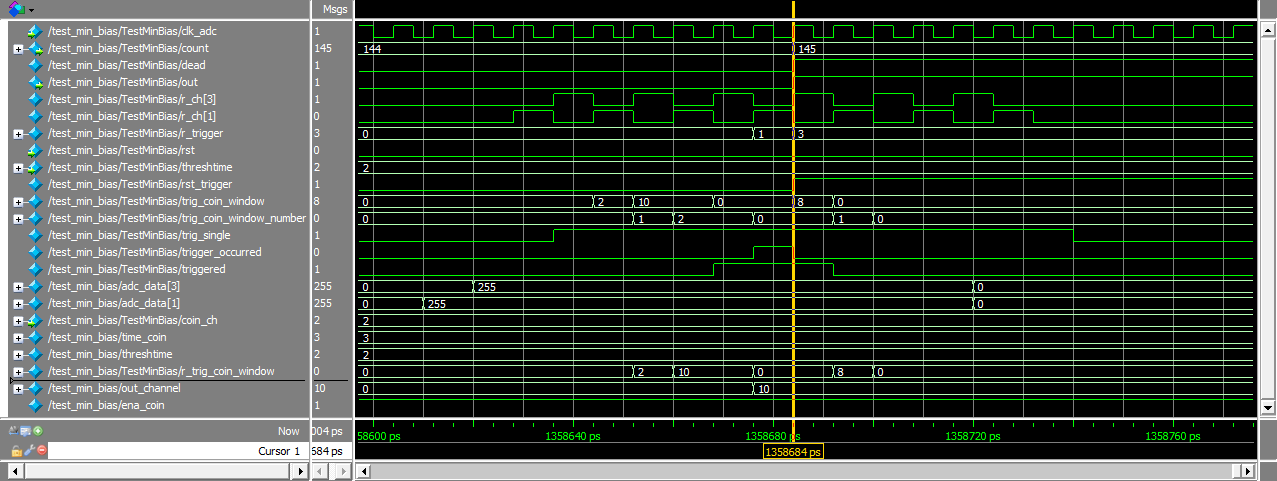 Msgs
/test_min_bias/TestMinBias/clk_adc 1
/test_min_bias/TestMinBias/count 145 144 145
/test_min_bias/TestMinBias/dead 1
/test_min_bias/TestMinBias/out 1
/test_min_bias/TestMinBias/r_ch[3] 1
/test_min_bias/TestMinBias/r_ch[1] 0
/test_min_bias/TestMinBias/r_trigger 3 0 1 3
/test_min_bias/TestMinBias/rst 0
/test_min_bias/TestMinBias/threshtime 2 2
/test_min_bias/TestMinBias/rst_trigger 1
/test_min_bias/TestMinBias/trig_coin_window 8 0 2 10 0 8 0
/test_min_bias/TestMinBias/trig_coin_window_number 0 0 1 2 0 1 0
/test_min_bias/TestMinBias/trig_single 1
/test_min_bias/TestMinBias/trigger_occurred 0
/test_min_bias/TestMinBias/triggered 1
/test_min_bias/adc_data[3] 255 0 255 0
/test_min_bias/adc_data[1] 255 0 255 0
/test_min_bias/TestMinBias/coin_ch 2 2
/test_min_bias/time_coin 3 3
/test_min_bias/threshtime 2 2
/test_min_bias/TestMinBias/r_trig_coin_window 0 0 2 10 0 8 0
/test_min_bias/out_channel 10 0 10
/test_min_bias/ena_coin 1
Now 004 ps 58600 ps 1358640 ps 1358680 ps 1358720 ps 1358760 ps
Cursor 1 684 ps 1358684 ps